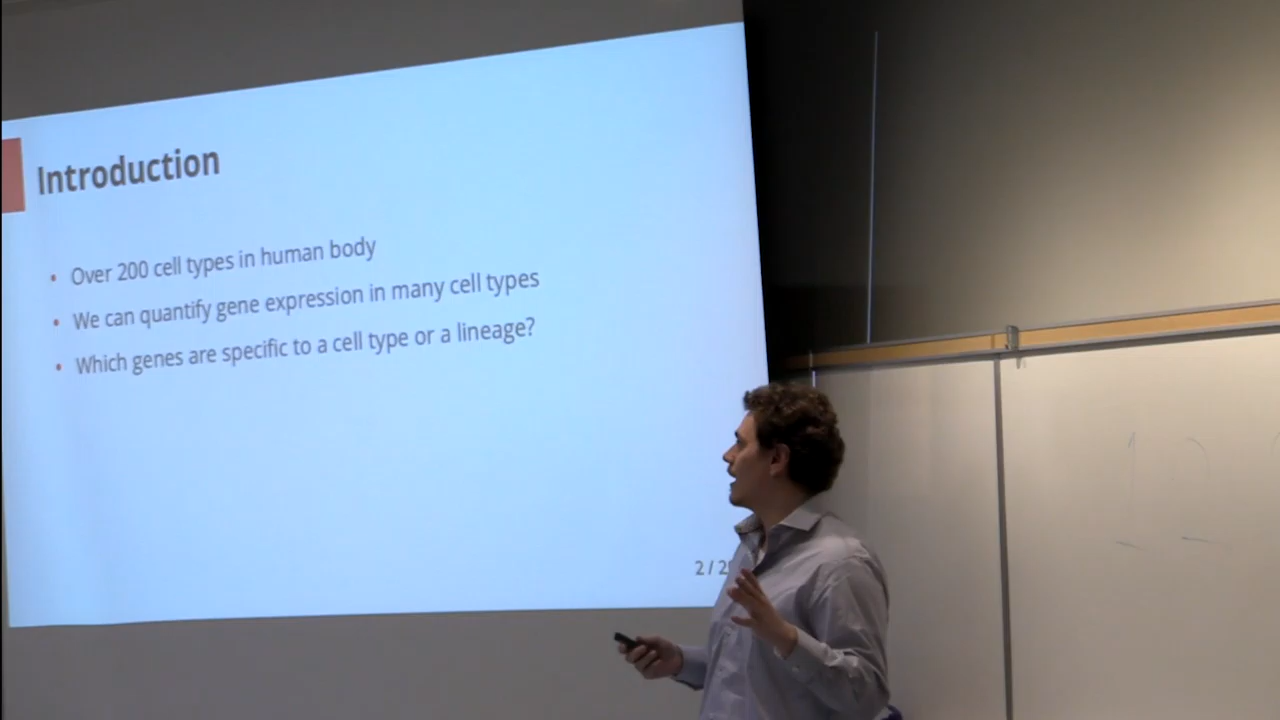 Introduction
• Over 200 cell types in human body
• We can quantify gene expression in many cell types
• Which genes are specific to a cell type or a lineage?
2 / 2